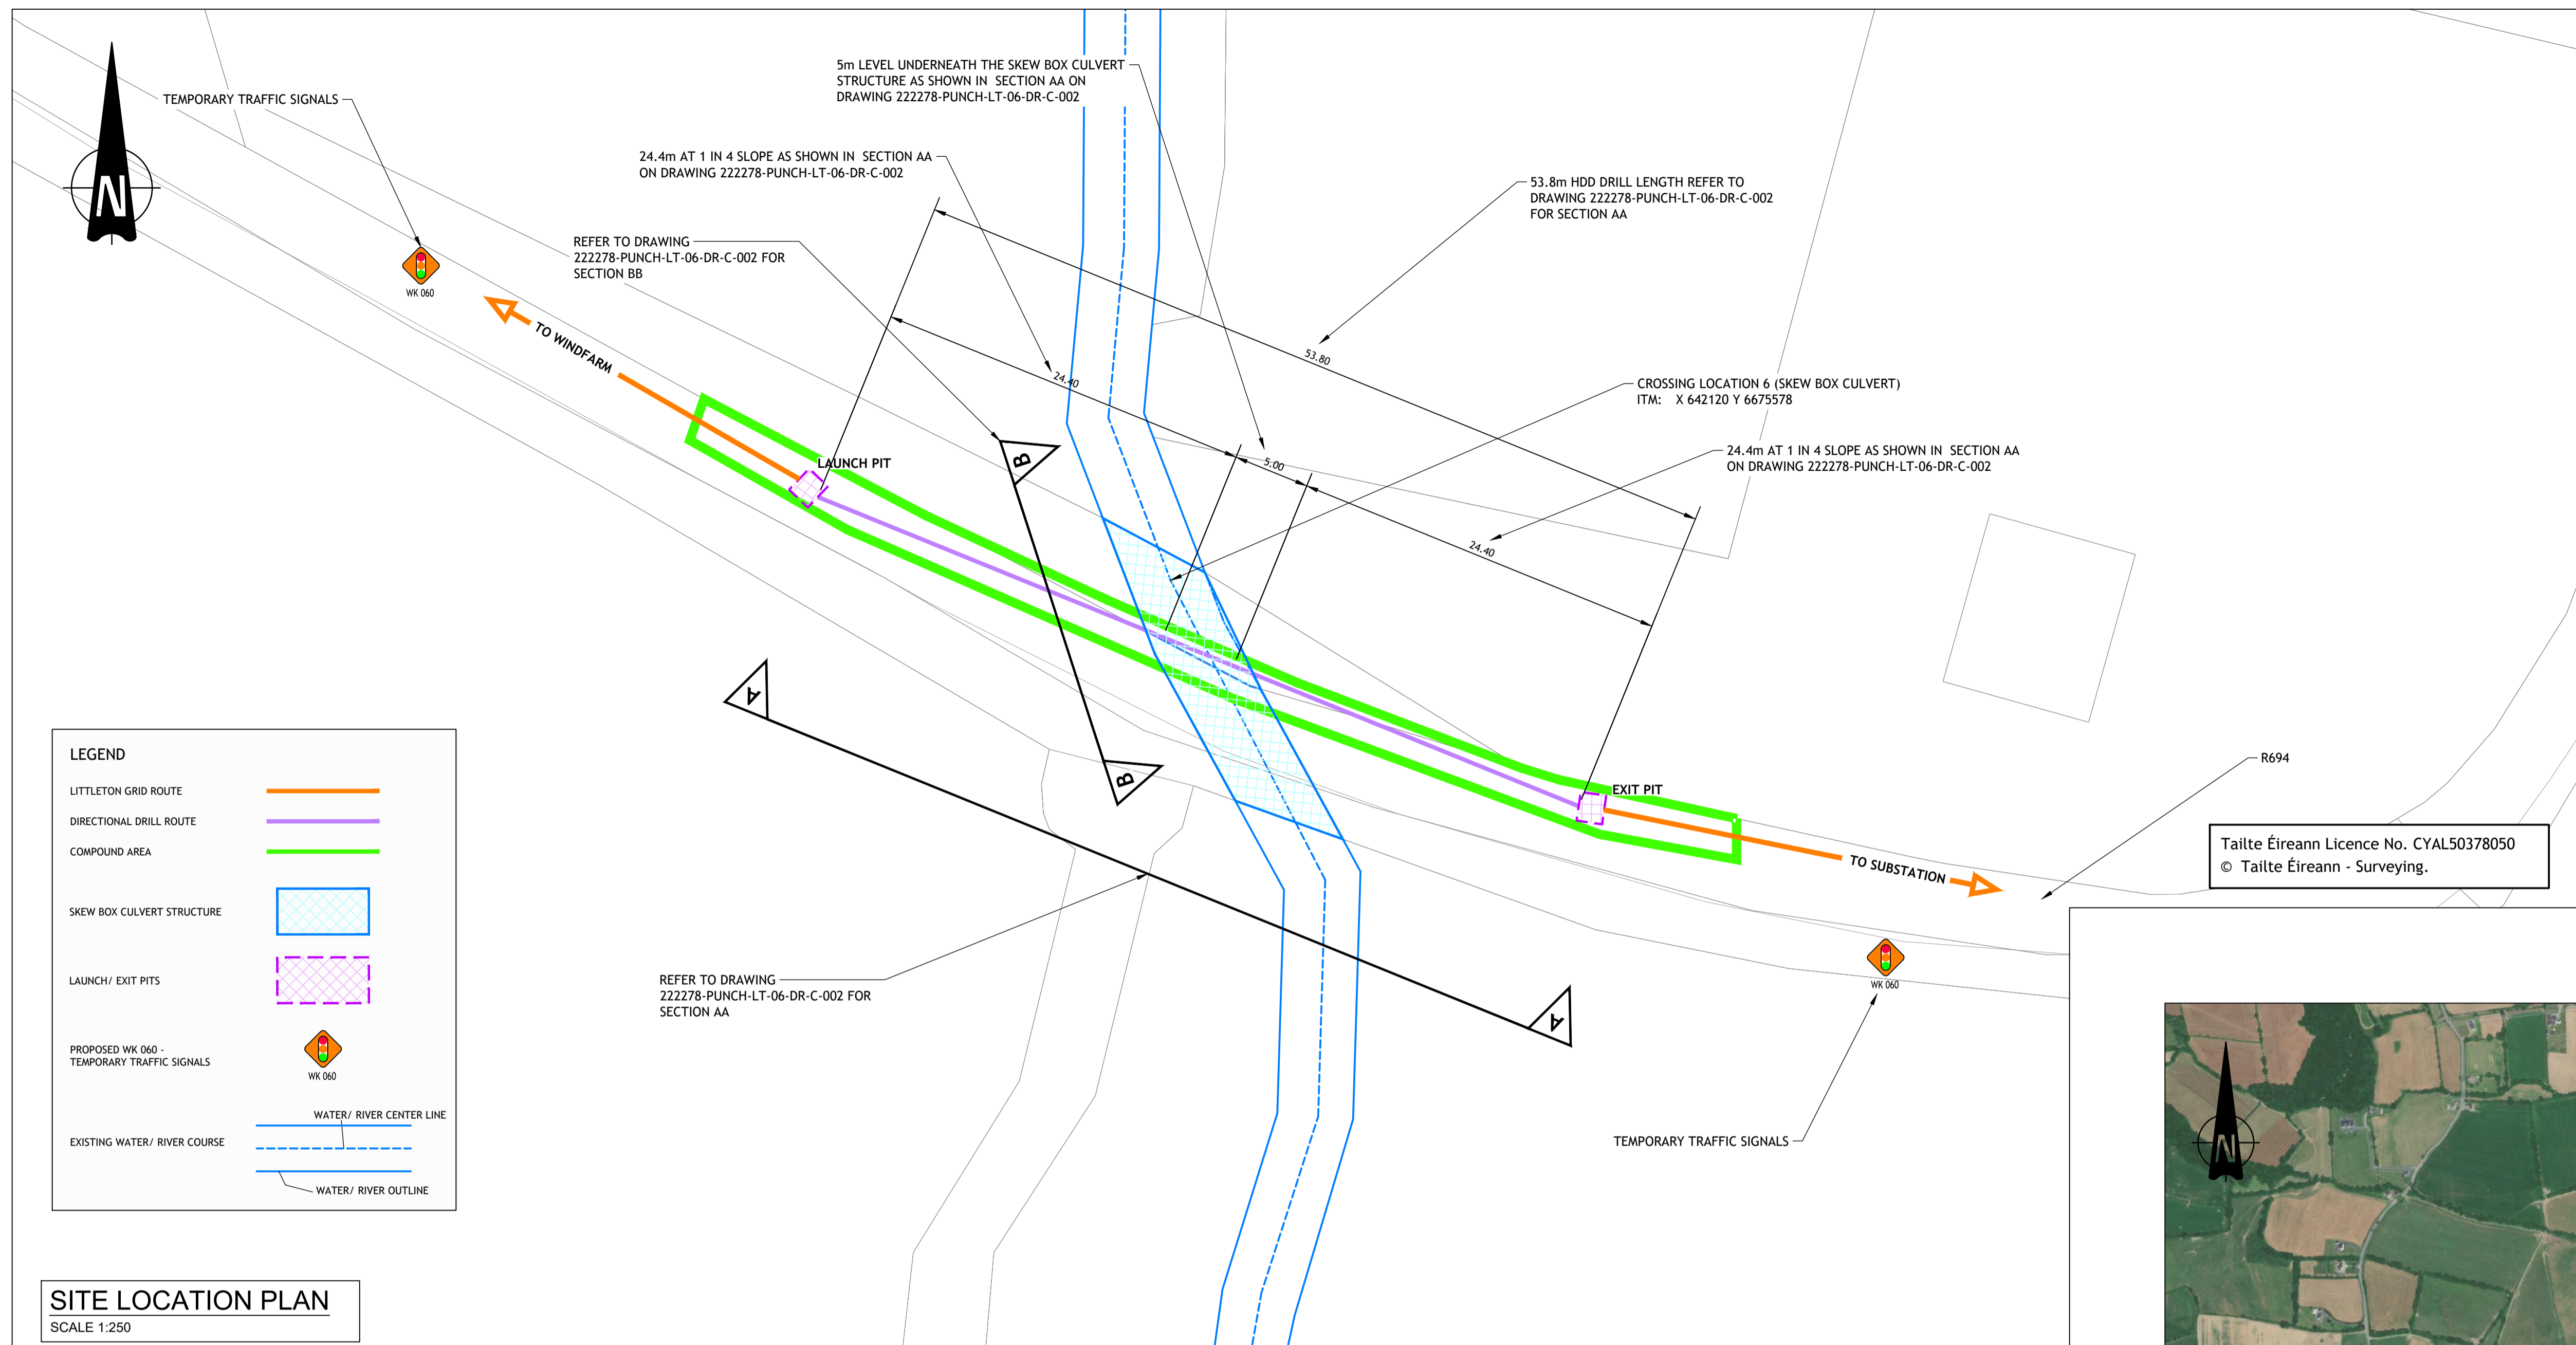 5m LEVEL UNDERNEATH THE SKEW BOX CULVERT
STRUCTURE AS SHOWN IN SECTION AA ON
DRAWING 222278-PUNCH-LT-06-DR-C-002
TEMPORARY TRAFFIC SIGNALS
24.4m AT 1 IN 4 SLOPE AS SHOWN IN SECTION AA
ON DRAWING 222278-PUNCH-LT-06-DR-C-002
53.8m HDD DRILL LENGTH REFER TO
DRAWING 222278-PUNCH-LT-06-DR-C-002
FOR SECTION AA
N
REFER TO DRAWING
222278-PUNCH-LT-06-DR-C-002 FOR
SECTION BB
WK 060
TO WINDFARM
53.80
24.40
CROSSING LOCATION 6 (SKEW BOX CULVERT)
ITM: X 642120 Y 6675578
LAUNCH PIT
B
5.00
24.4m AT 1 IN 4 SLOPE AS SHOWN IN SECTION AA
ON DRAWING 222278-PUNCH-LT-06-DR-C-002
24.40
A
B
EXIT PIT
R694
TO SUBSTATION
Tailte Éireann Licence No. CYAL50378050
© Tailte Éireann - Surveying.
WK 060
REFER TO DRAWING
222278-PUNCH-LT-06-DR-C-002 FOR
SECTION AA
A
TEMPORARY TRAFFIC SIGNALS
N
LEGEND
LITTLETON GRID ROUTE
DIRECTIONAL DRILL ROUTE
COMPOUND AREA
SKEW BOX CULVERT STRUCTURE
LAUNCH/ EXIT PITS
PROPOSED WK 060 -
TEMPORARY TRAFFIC SIGNALS
WK 060
WATER/ RIVER CENTER LINE
EXISTING WATER/ RIVER COURSE
WATER/ RIVER OUTLINE
SITE LOCATION PLAN
SCALE 1:250